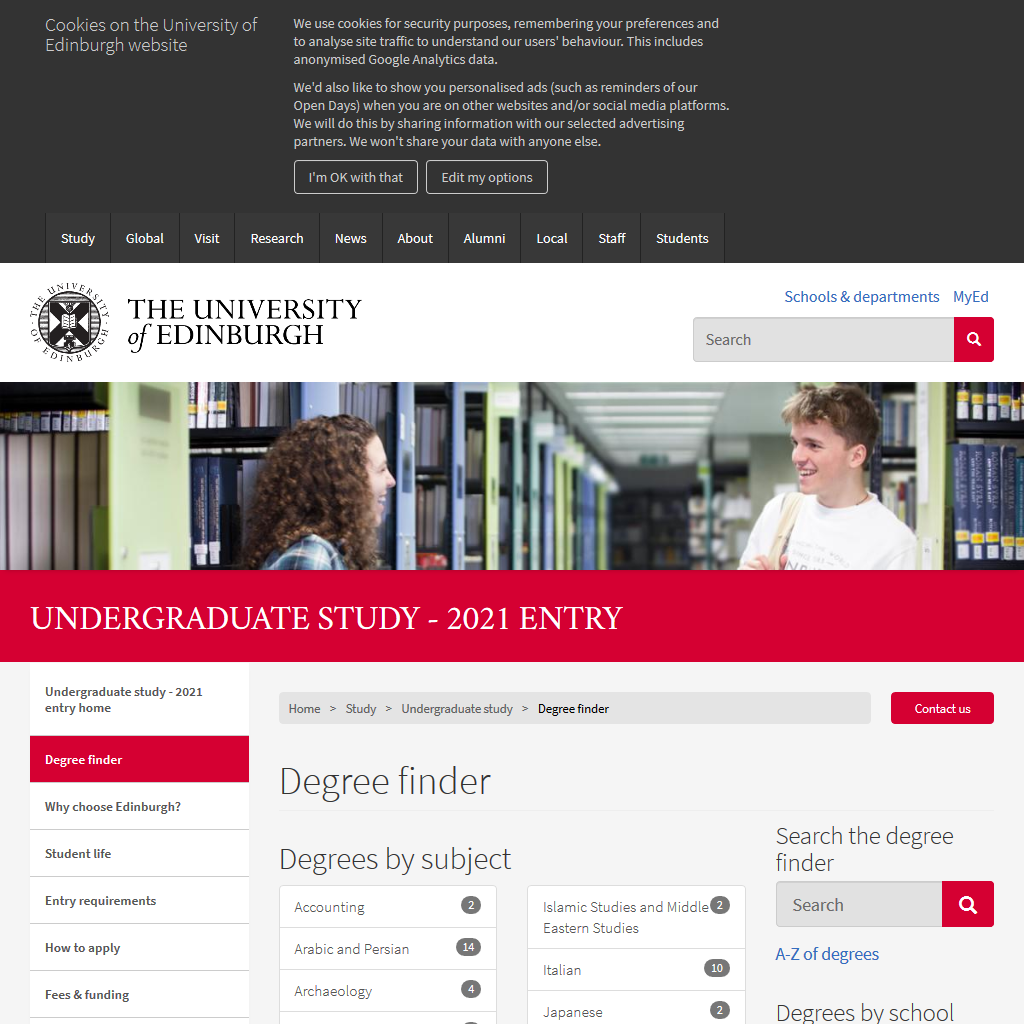 Cookies on the University of
Edinburgh website
We use cookies for security purposes, remembering your preferences and
to analyse site traffic to understand our users' behaviour. This includes
anonymised Google Analytics data.
We'd also like to show you personalised ads (such as reminders of our
Open Days) when you are on other websites and/or social media platforms.
We will do this by sharing information with our selected advertising
partners. We won't share your data with anyone else.
I'm OK with that
Edit my options
Study
Global
Visit
Research
News
About
Alumni
Local
Staff
Students
THE UNIVERSITY OF EDINBURGH
THE UNIVERSITY
of EDINBURGH
Schools & departments
MyEd
Search
UNDERGRADUATE STUDY - 2021 ENTRY
Undergraduate study - 2021
entry home
Degree finder
Why choose Edinburgh?
Student life
Entry requirements
How to apply
Fees & funding
Home > Study > Undergraduate study > Degree finder
Contact us
Degree finder
Degrees by subject
Accounting 2
Arabic and Persian 14
Archaeology 4
Islamic Studies and Middle 2
Eastern Studies
Italian 10
Japanese 2
Search the degree
finder
Search
A-Z of degrees
Degrees by school